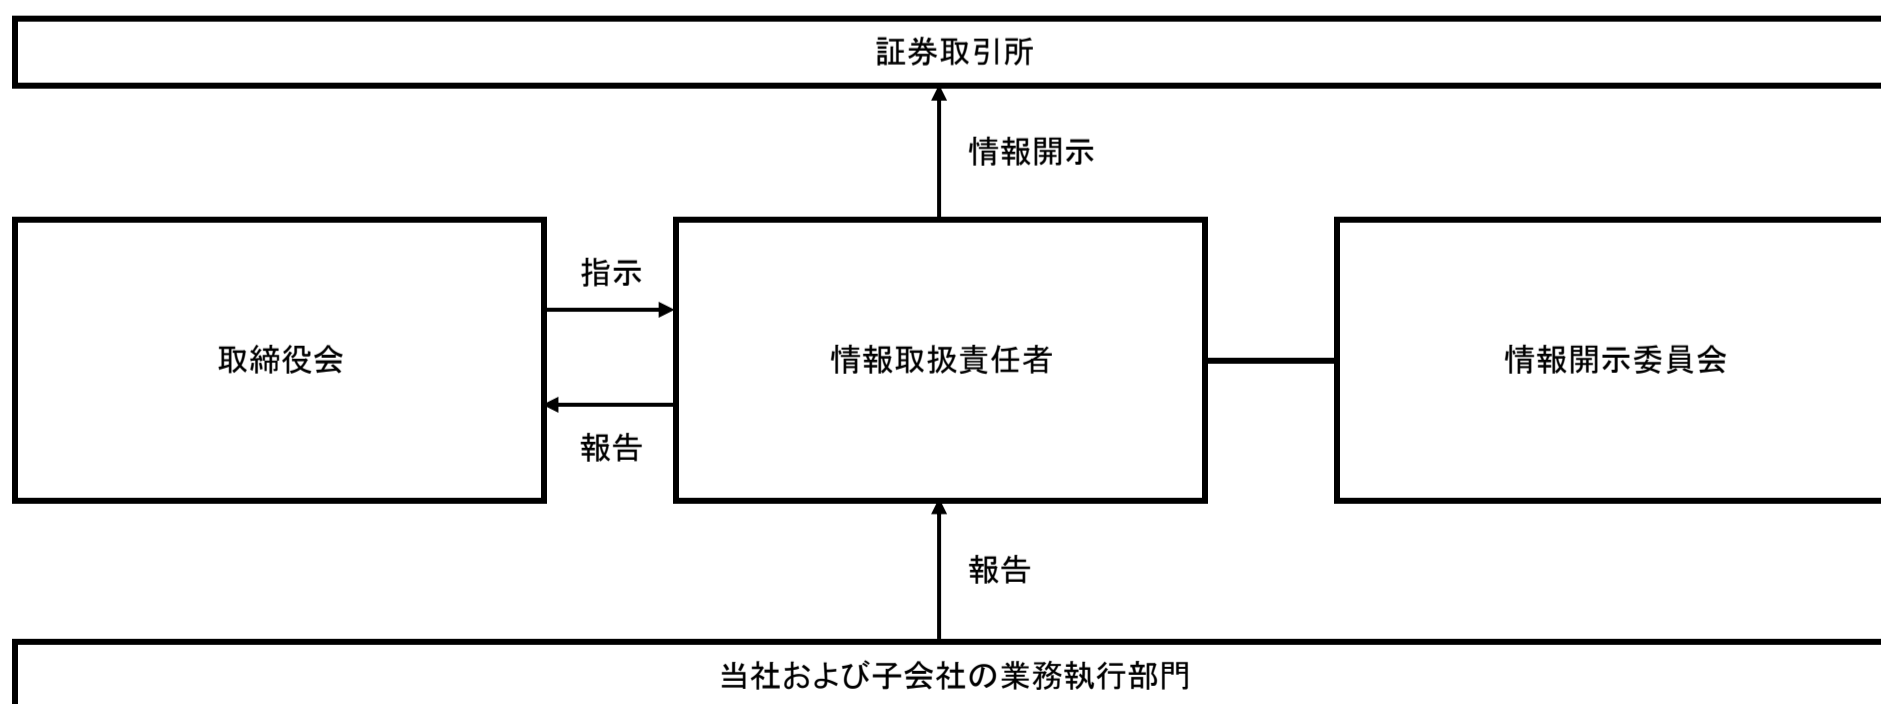 証券取引所
情報開示
指示
取締役会
情報取扱責任者
情報開示委員会
報告
報告
当社および子会社の業務執行部門